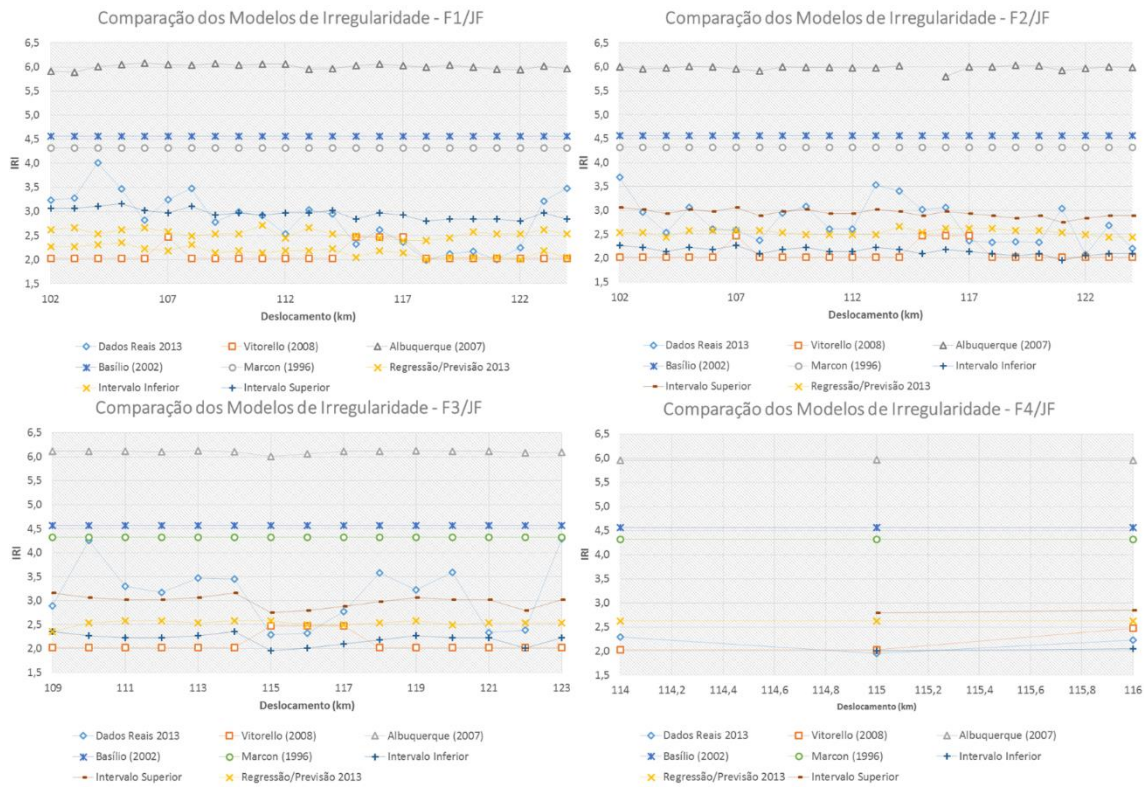 Comparação dos Modelos de Irregularidade - F1/JF
6,5
6,0
5,5
5,0
4,5
4,0
3,5
3,0
2,5
2,0
1,5
IRI
102
107
112
117
122
Deslocamento (km)
Dados Reais 2013
Vitorello (2008)
Albuquerque (2007)
Basílio (2002)
Marcon (1996)
Regressão/Previsão 2013
Intervalo Inferior
Intervalo Superior
Comparação dos Modelos de Irregularidade - F2/JF
6,5
6,0
5,5
5,0
4,5
4,0
3,5
3,0
2,5
2,0
1,5
IRI
102
107
112
117
122
Deslocamento (km)
Dados Reais 2013
Vitorello (2008)
Albuquerque (2007)
Basílio (2002)
Marcon (1996)
Intervalo Inferior
Intervalo Superior
Regressão/Previsão 2013
Comparação dos Modelos de Irregularidade - F3/JF
6,5
6,0
5,5
5,0
4,5
4,0
3,5
3,0
2,5
2,0
1,5
IRI
109
111
113
115
117
119
121
123
Deslocamento (km)
Dados Reais 2013
Vitorello (2008)
Albuquerque (2007)
Basílio (2002)
Marcon (1996)
Intervalo Inferior
Intervalo Superior
Regressão/Previsão 2013
Comparação dos Modelos de Irregularidade - F4/JF
6,5
6,0
5,5
5,0
4,5
4,0
3,5
3,0
2,5
2,0
1,5
IRI
114
114,2
114,4
114,6
114,8
115
115,2
115,4
115,6
115,8
116
Deslocamento (km)
Dados Reais 2013
Vitorello (2008)
Albuquerque (2007)
Basílio (2002)
Marcon (1996)
Intervalo Inferior
Regressão/Previsão 2013
Intervalo Superior